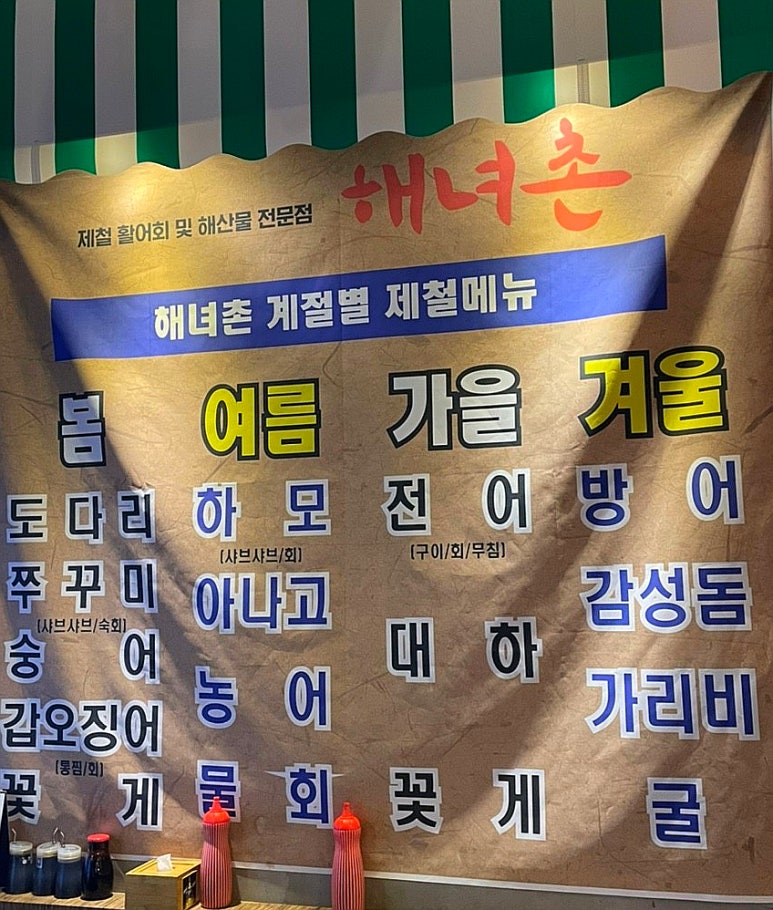 해녀촌
제철 활어회 및 해산물 전문점
해녀촌 계절별 제철메뉴
봄
도다리
쭈꾸미
(샤브샤브/숙회)
숭어
갑오징어
(통찜/회)
꽃게
여름
하모
(샤브샤브/회)
아나고
농어
물회
가을
전어
(구이/회/무침)
대하
꽃게
겨울
방어
감성돔
가리비
굴